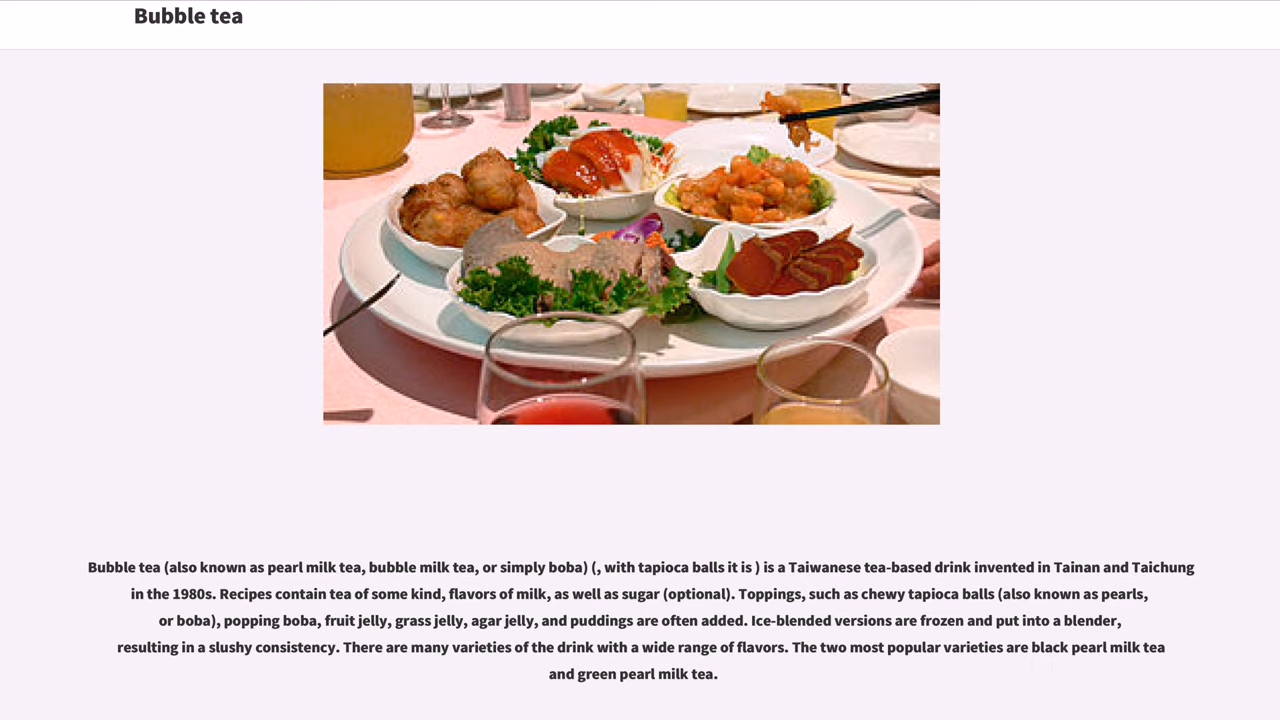 Bubble tea
Bubble tea (also known as pearl milk tea, bubble milk tea, or simply boba) (, with tapioca balls it is ) is a Taiwanese tea-based drink invented in Tainan and Taichung
in the 1980s. Recipes contain tea of some kind, flavors of milk, as well as sugar (optional). Toppings, such as chewy tapioca balls (also known as pearls,
or boba), popping boba, fruit jelly, grass jelly, agar jelly, and puddings are often added. Ice-blended versions are frozen and put into a blender,
resulting in a slushy consistency. There are many varieties of the drink with a wide range of flavors. The two most popular varieties are black pearl milk tea
and green pearl milk tea.